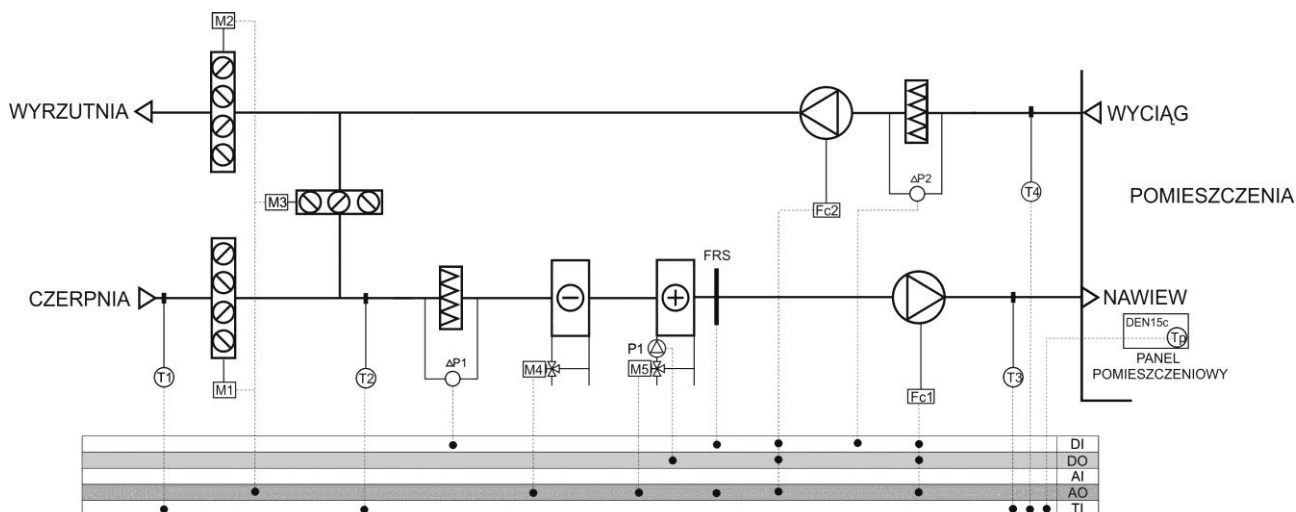 M2
WYRZUTNIA
WYCIĄG
ΔP2
M3
T4
POMIESZCZENIA
Fc2
FRS
CZERPNIA
NAWIEW
DEN15c
Tp
P1
PANEL
POMIESZCZENIOWY
ΔP1
T1
T2
M4
M5
T3
M1
Fc1
DI
DO
AI
AO
TI